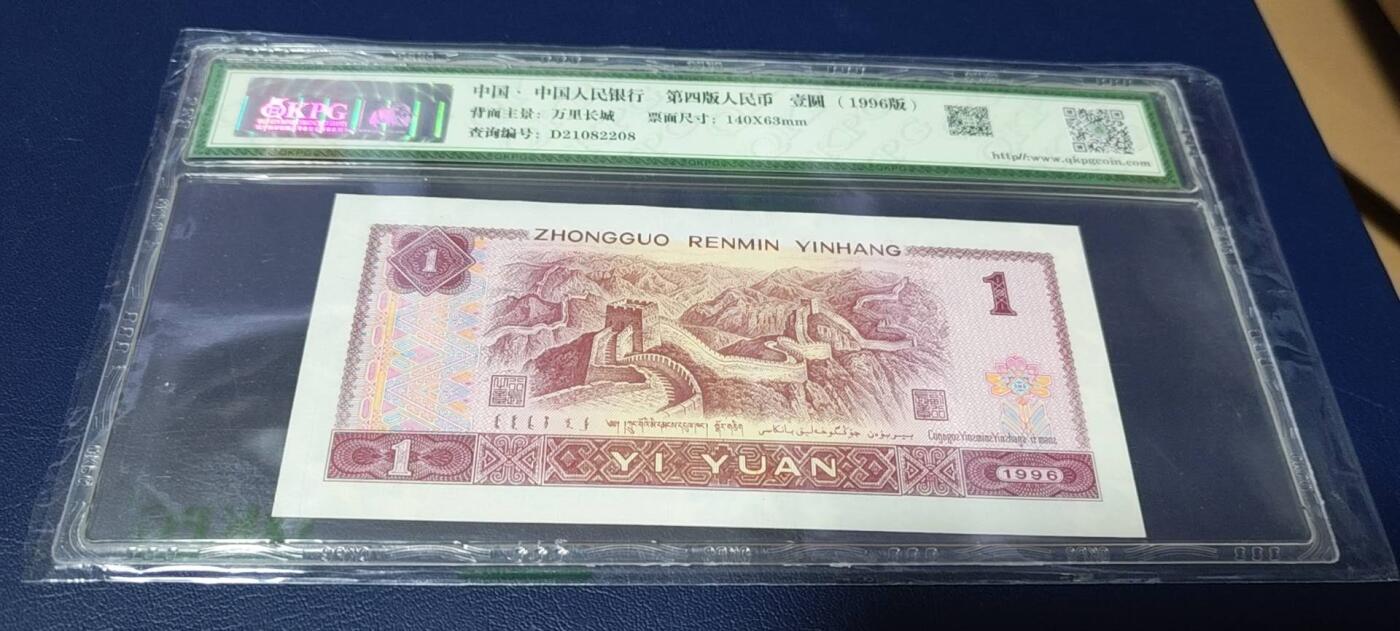 QKPG
中国 · 中国人民银行 第四版人民币 壹圆 （1996版）
背面主景：万里长城 票面尺寸：140X63mm
查询编号：D21082208
http//:www.qkpgcoin.com
ZHONGGUO RENMIN YINHANG
1
1
1
YI YUAN
1996